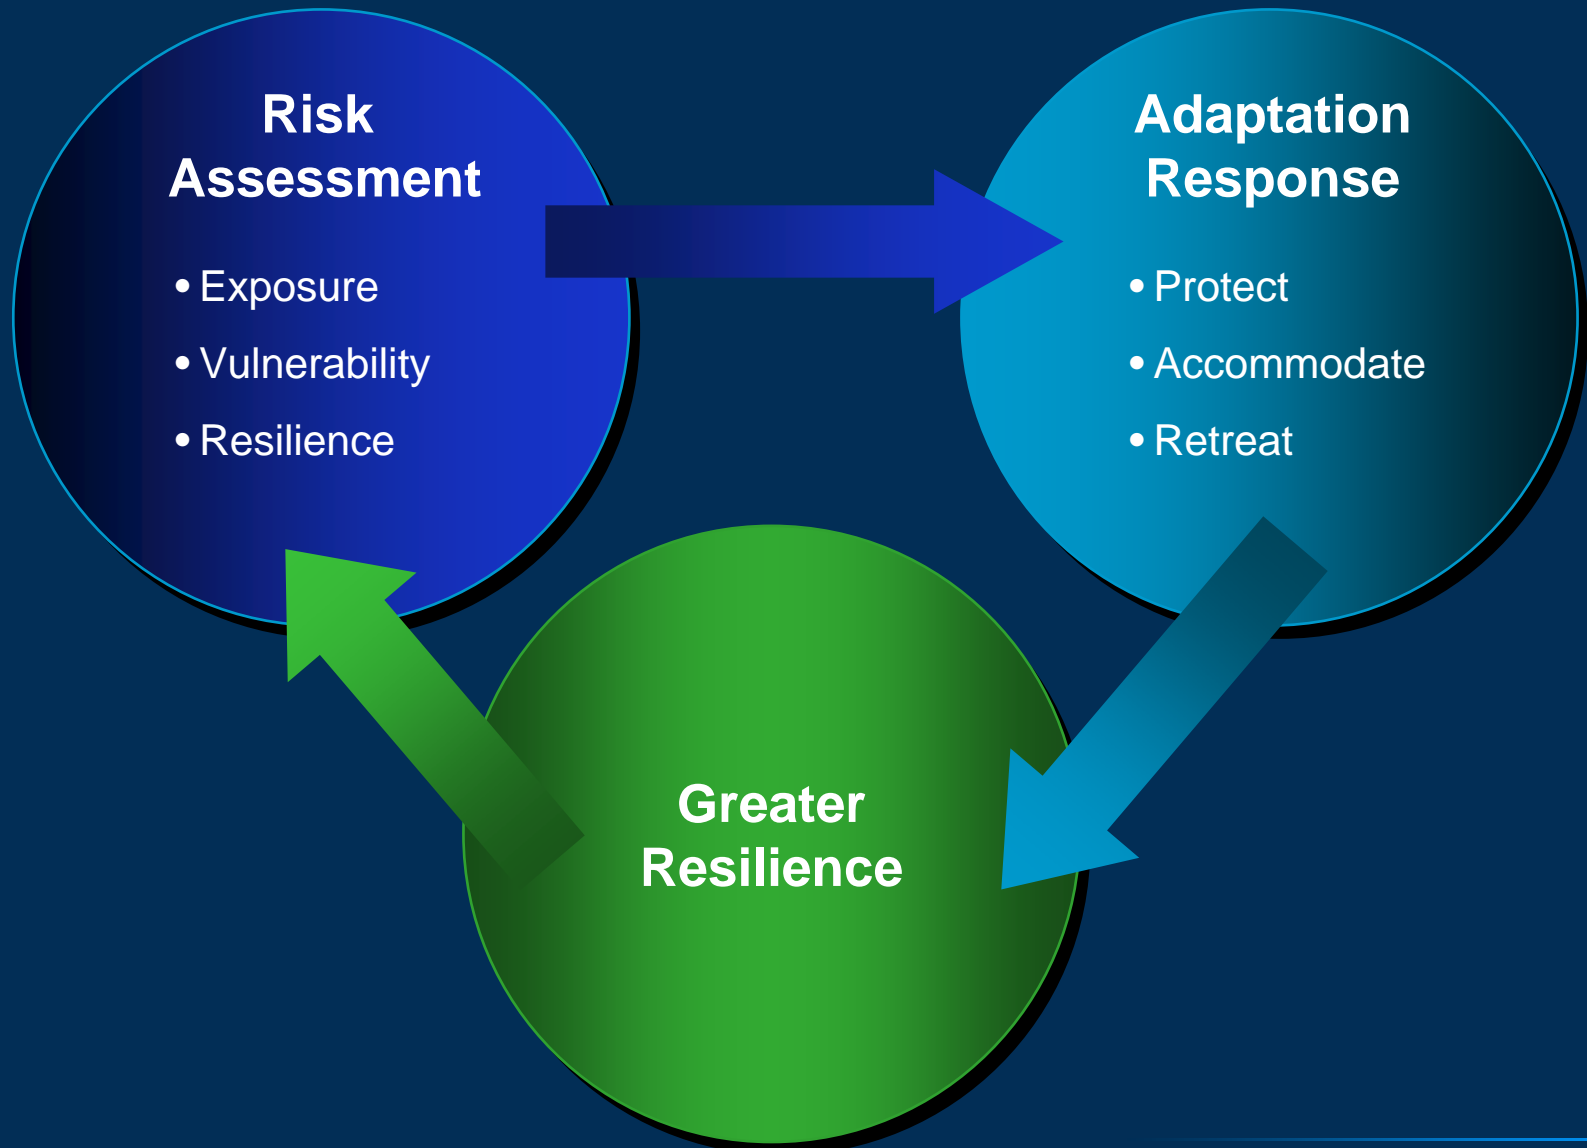 Risk
Assessment
• Exposure
• Vulnerability
• Resilience
Adaptation
Response
• Protect
• Accommodate
• Retreat
Greater
Resilience